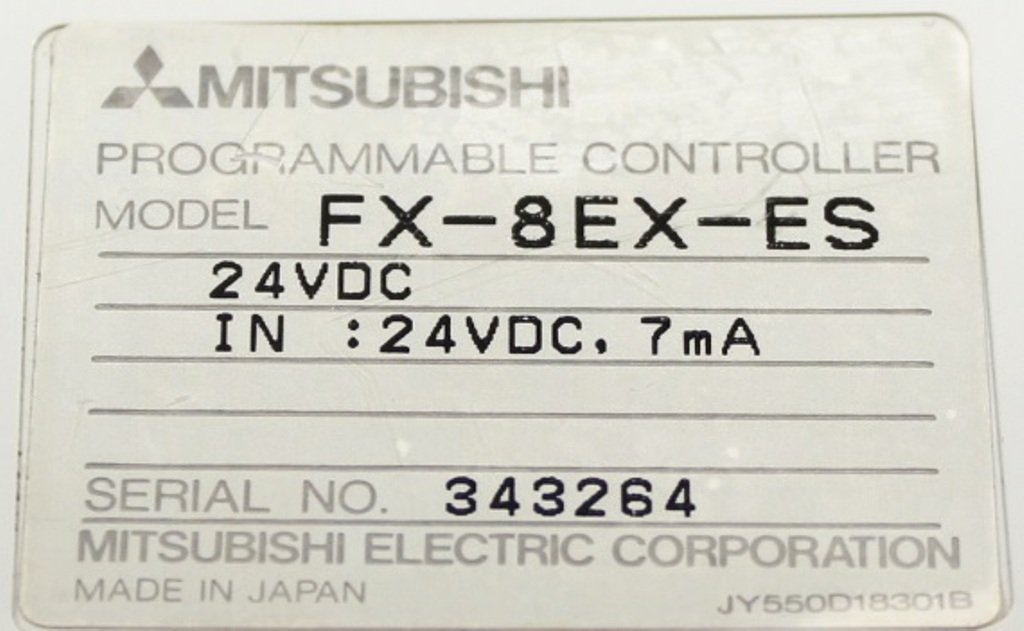 MITSUBISHI
PROGRAMMABLE CONTROLLER
MODEL FX-8EX-ES
24VDC
IN :24VDC, 7mA
SERIAL NO. 343264
MITSUBISHI ELECTRIC CORPORATION
MADE IN JAPAN JY550D18301B